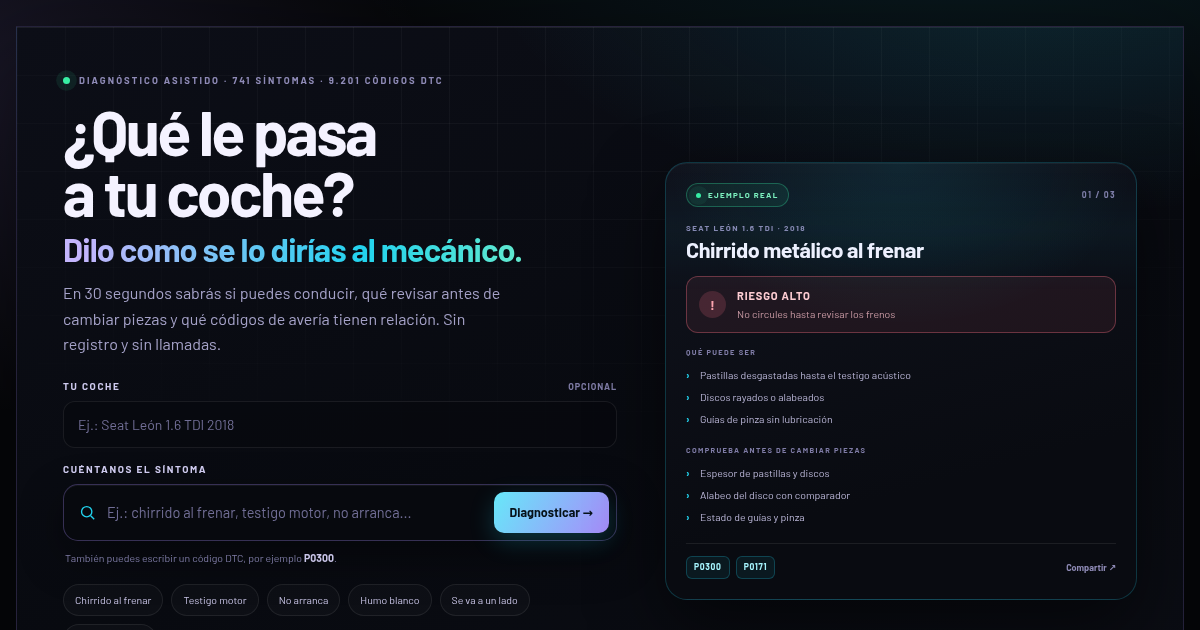 DIAGNÓSTICO ASISTIDO · 741 SÍNTOMAS · 9.201 CÓDIGOS DTC
¿Qué le pasa
a tu coche?
Dilo como se lo dirías al mecánico.
En 30 segundos sabrás si puedes conducir, qué revisar antes de
cambiar piezas y qué códigos de avería tienen relación. Sin
registro y sin llamadas.
TU COCHE
OPCIONAL
Ej.: Seat León 1.6 TDI 2018
CUÉNTANOS EL SÍNTOMA
Ej.: chirrido al frenar, testigo motor, no arranca...
Diagnosticar →
También puedes escribir un código DTC, por ejemplo P0300.
Chirrido al frenar
Testigo motor
No arranca
Humo blanco
Se va a un lado
EJEMPLO REAL
01 / 03
SEAT LEÓN 1.6 TDI · 2018
Chirrido metálico al frenar
!
RIESGO ALTO
No circules hasta revisar los frenos
QUÉ PUEDE SER
› Pastillas desgastadas hasta el testigo acústico
› Discos rayados o alabeados
› Guías de pinza sin lubricación
COMPRUEBA ANTES DE CAMBIAR PIEZAS
› Espesor de pastillas y discos
› Alabeo del disco con comparador
› Estado de guías y pinza
P0300
P0171
Compartir ↗